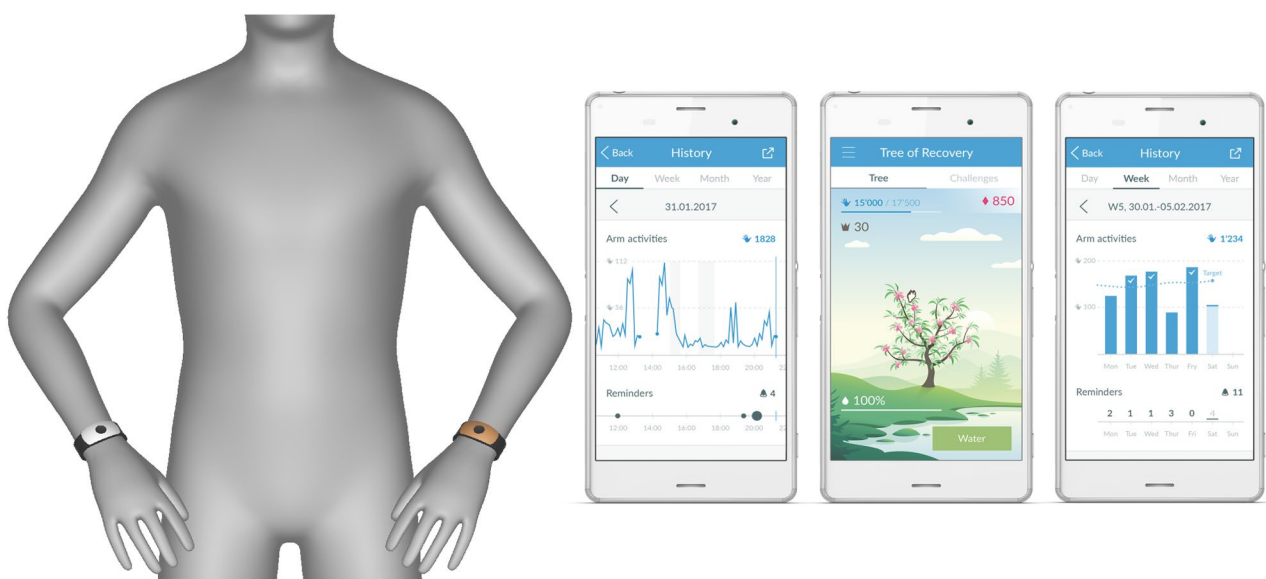 Back History
Day Week Month Year
31.01.2017
Arm activities 1828
112
56
12:00 14:00 16:00 18:00 20:00 22
Reminders 4
12:00 14:00 16:00 18:00 20:00 22
Tree of Recovery
Tree Challenges
15'000 / 17'500 850
30
100%
Water
Back History
Day Week Month Year
W5, 30.01.-05.02.2017
Arm activities 1'234
200
Target
100
Mon Tue Wed Thur Fry Sat Sun
Reminders 11
2 1 1 3 0 4
Mon Tue Wed Thur Fri Sat Sun